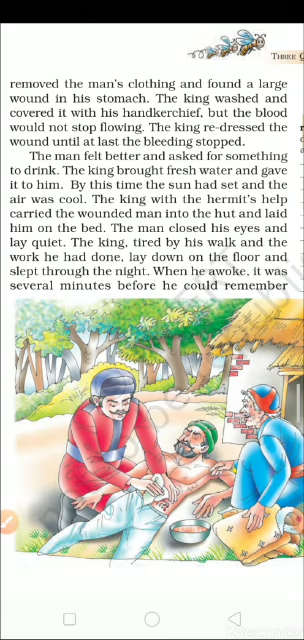 THREE
removed the man's clothing and found a large
wound in his stomach. The king washed and
covered it with his handkerchief, but the blood
would not stop flowing. The king re-dressed the
wound until at last the bleeding stopped.
The man felt better and asked for something
to drink. The king brought fresh water and gave
it to him. By this time the sun had set and the
air was cool. The king with the hermit's help
carried the wounded man into the hut and laid
him on the bed. The man closed his eyes and
lay quiet. The king, tired by his walk and the
work he had done, lay down on the floor and
slept through the night. When he awoke, it was
several minutes before he could remember